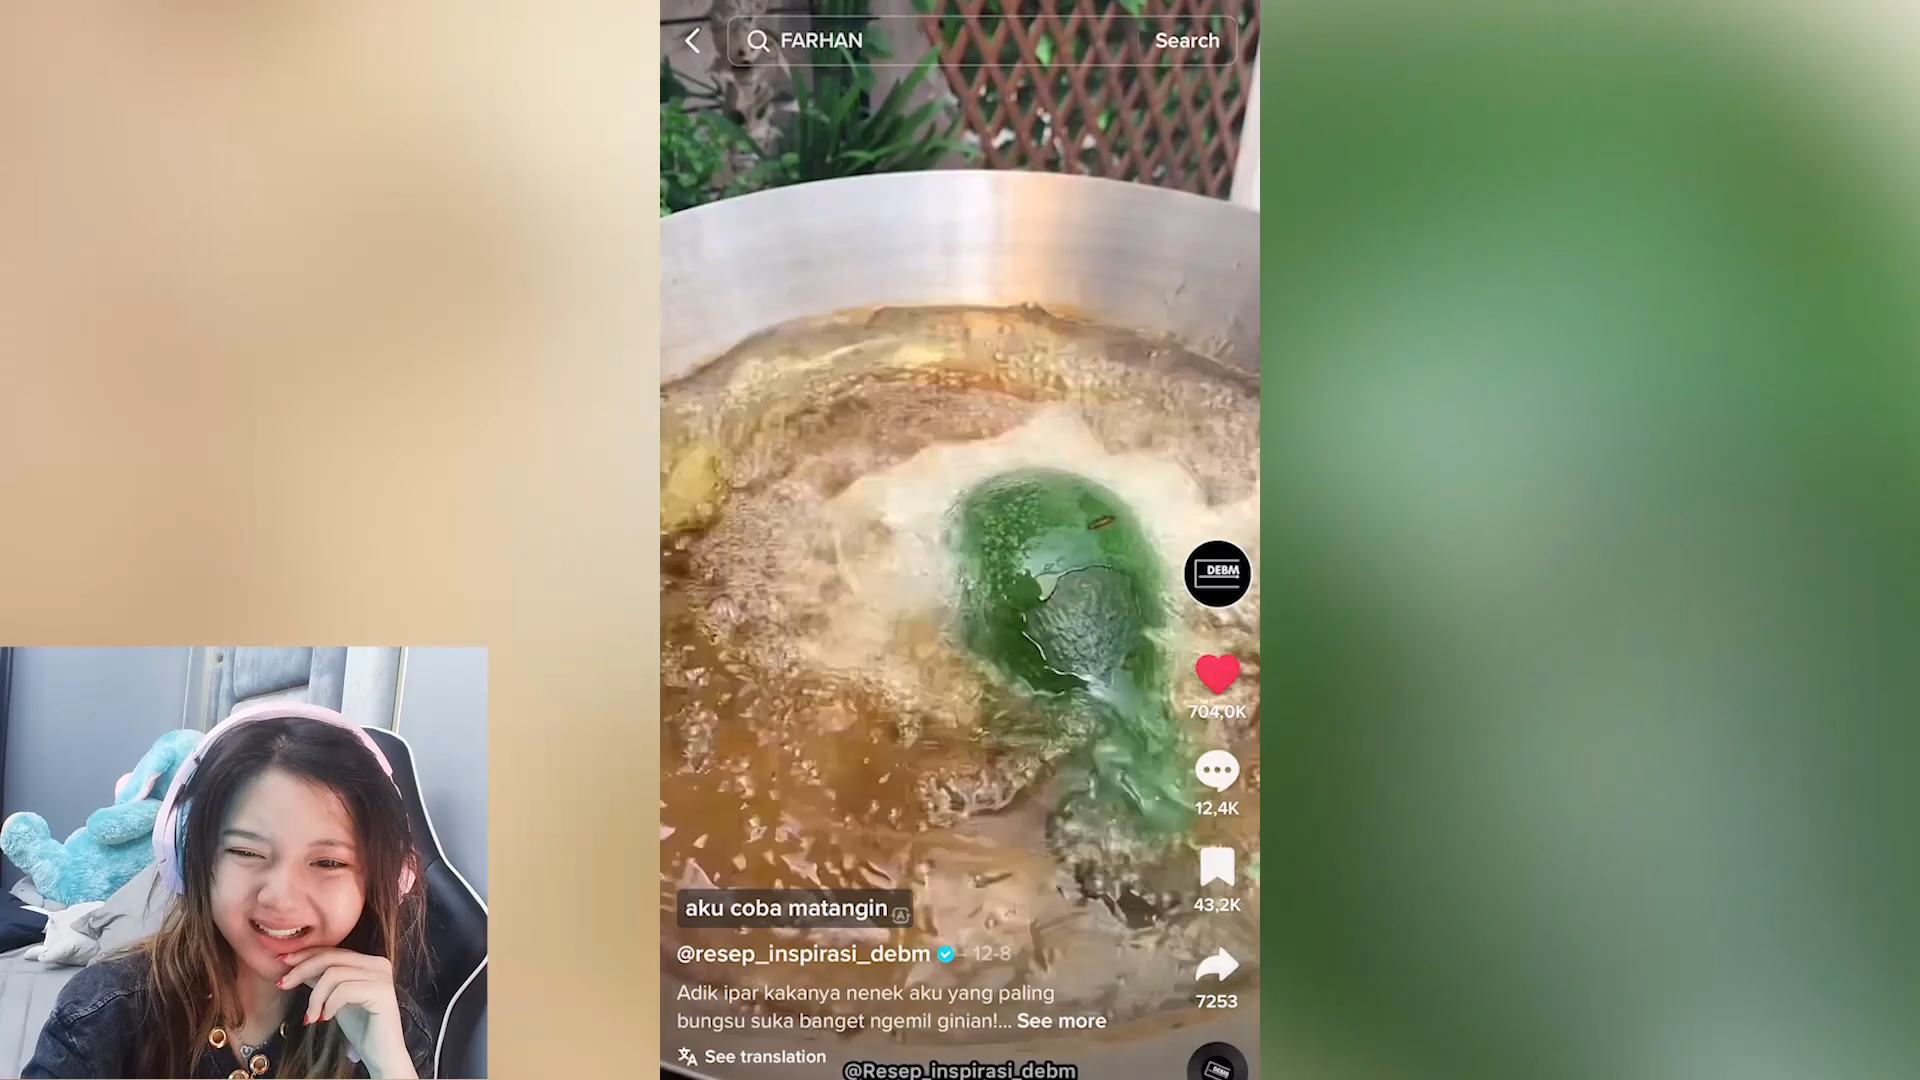 FARHAN
Search
DEBM
704,0K
12,4K
43,2K
7253
aku coba matangin
@resep_inspirasi_debm - 12-8
Adik ipar kakanya nenek aku yang paling
bungsu suka banget ngemil ginian!... See more
See translation
@Resep_inspirasi_debm